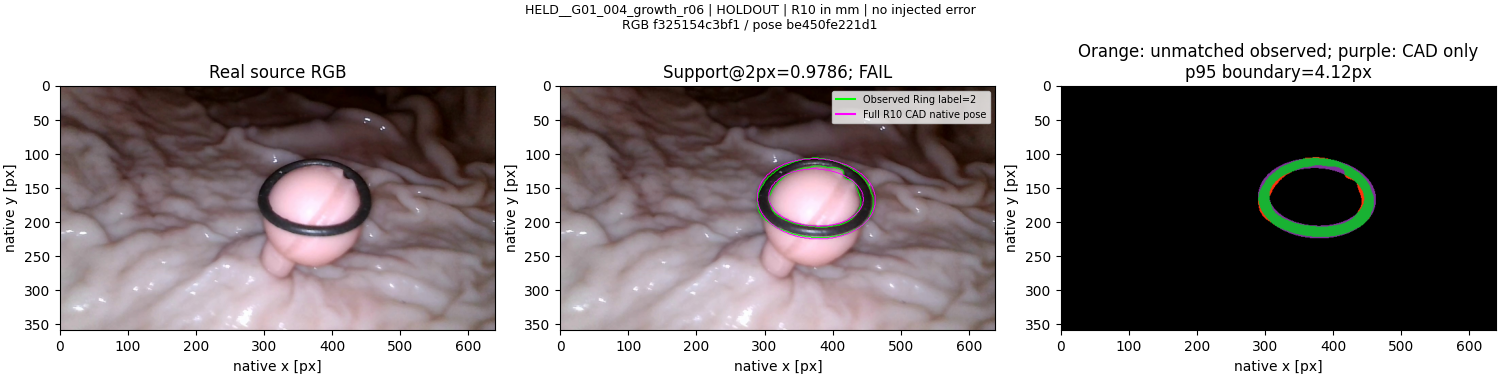 HELD__G01_004_growth_r06 | HOLDOUT | R10 in mm | no injected error
RGB f325154c3bf1 / pose be450fe221d1
Real source RGB
0
50
100
150
200
250
300
350
native y [px]
0 100 200 300 400 500 600
native x [px]
Support@2px=0.9786; FAIL
Observed Ring label=2
Full R10 CAD native pose
0
50
100
150
200
250
300
350
native y [px]
0 100 200 300 400 500 600
native x [px]
Orange: unmatched observed; purple: CAD only
p95 boundary=4.12px
0
50
100
150
200
250
300
350
native y [px]
0 100 200 300 400 500 600
native x [px]